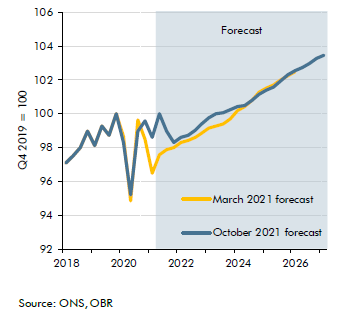 106
104
102
100
98
96
94
92
Q4 2019 = 100
Forecast
March 2021 forecast
October 2021 forecast
2018 2020 2022 2024 2026
Source: ONS, OBR